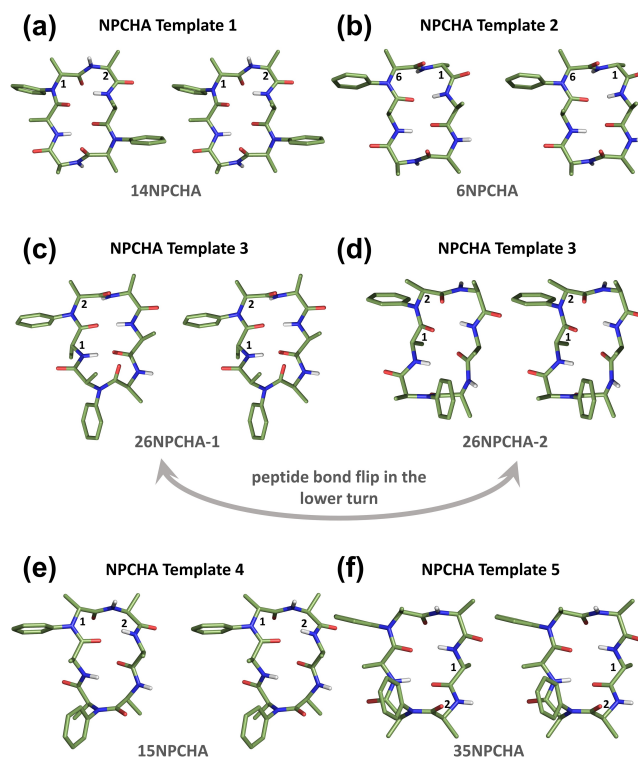 (a) NPCHA Template 1
1 2 1 2
14NPCHA
(b) NPCHA Template 2
6 1 6 1
6NPCHA
(c) NPCHA Template 3
2 2
1 1
26NPCHA-1
(d) NPCHA Template 3
2 2
1 1
26NPCHA-2
peptide bond flip in the
lower turn
(e) NPCHA Template 4
1 2 1 2
15NPCHA
(f) NPCHA Template 5
1 1
2 2
35NPCHA